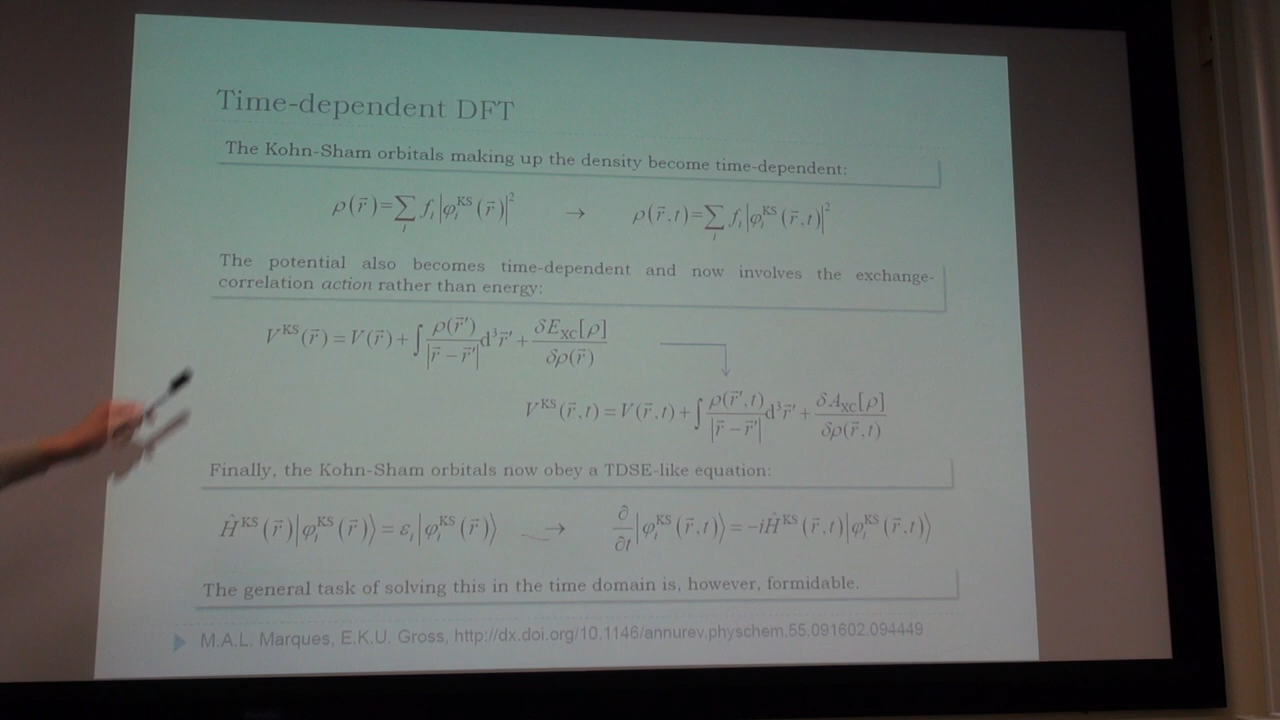 Time-dependent DFT
The Kohn-Sham orbitals making up the density become time-dependent:
ρ(r⃗)=∑ᵢ fᵢ|φᵢᴷˢ(r⃗)|² → ρ(r⃗,t)=∑ᵢ fᵢ|φᵢᴷˢ(r⃗,t)|²
The potential also becomes time-dependent and now involves the exchange-
correlation action rather than energy:
Vᴷˢ(r⃗) = V(r⃗) + ∫ ρ(r⃗′)/|r⃗ − r⃗′| d³r⃗′ + δE_XC[ρ]/δρ(r⃗)
Vᴷˢ(r⃗,t) = V(r⃗,t) + ∫ ρ(r⃗′,t)/|r⃗ − r⃗′| d³r⃗′ + δA_XC[ρ]/δρ(r⃗,t)
Finally, the Kohn-Sham orbitals now obey a TDSE-like equation:
Ĥᴷˢ(r⃗)|φᵢᴷˢ(r⃗)⟩ = εᵢ|φᵢᴷˢ(r⃗)⟩ → ∂/∂t|φᵢᴷˢ(r⃗,t)⟩ = −iĤᴷˢ(r⃗,t)|φᵢᴷˢ(r⃗,t)⟩
The general task of solving this in the time domain is, however, formidable.
M.A.L. Marques, E.K.U. Gross, http://dx.doi.org/10.1146/annurev.physchem.55.091602.094449